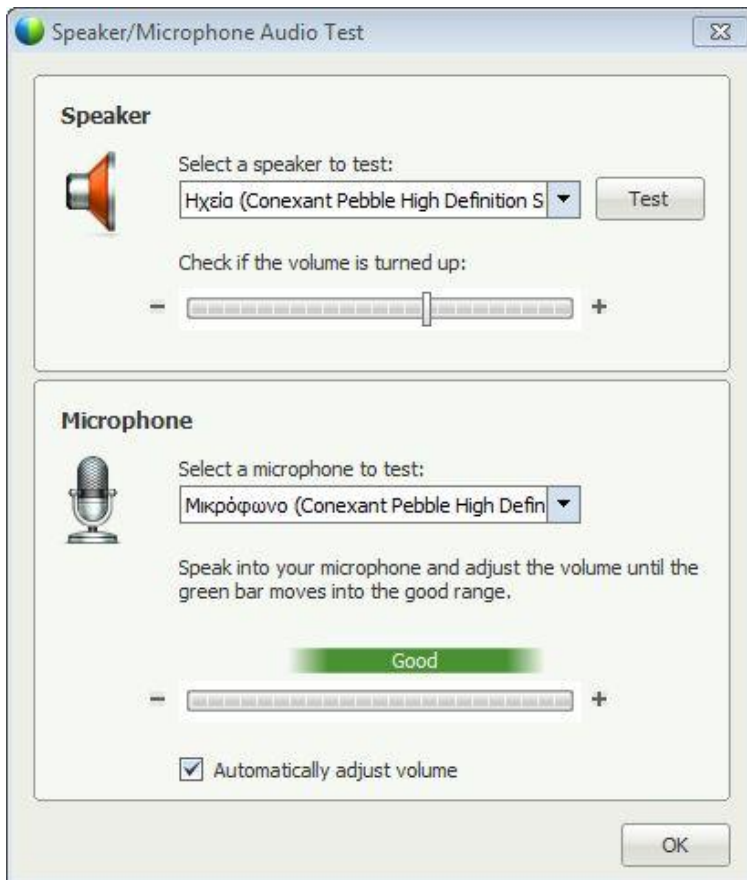 Speaker/Microphone Audio Test
Speaker
Select a speaker to test:
Ηχεία (Conexant Pebble High Definition S
Test
Check if the volume is turned up:
− +
Microphone
Select a microphone to test:
Μικρόφωνο (Conexant Pebble High Defin
Speak into your microphone and adjust the volume until the
green bar moves into the good range.
Good
− +
Automatically adjust volume
OK